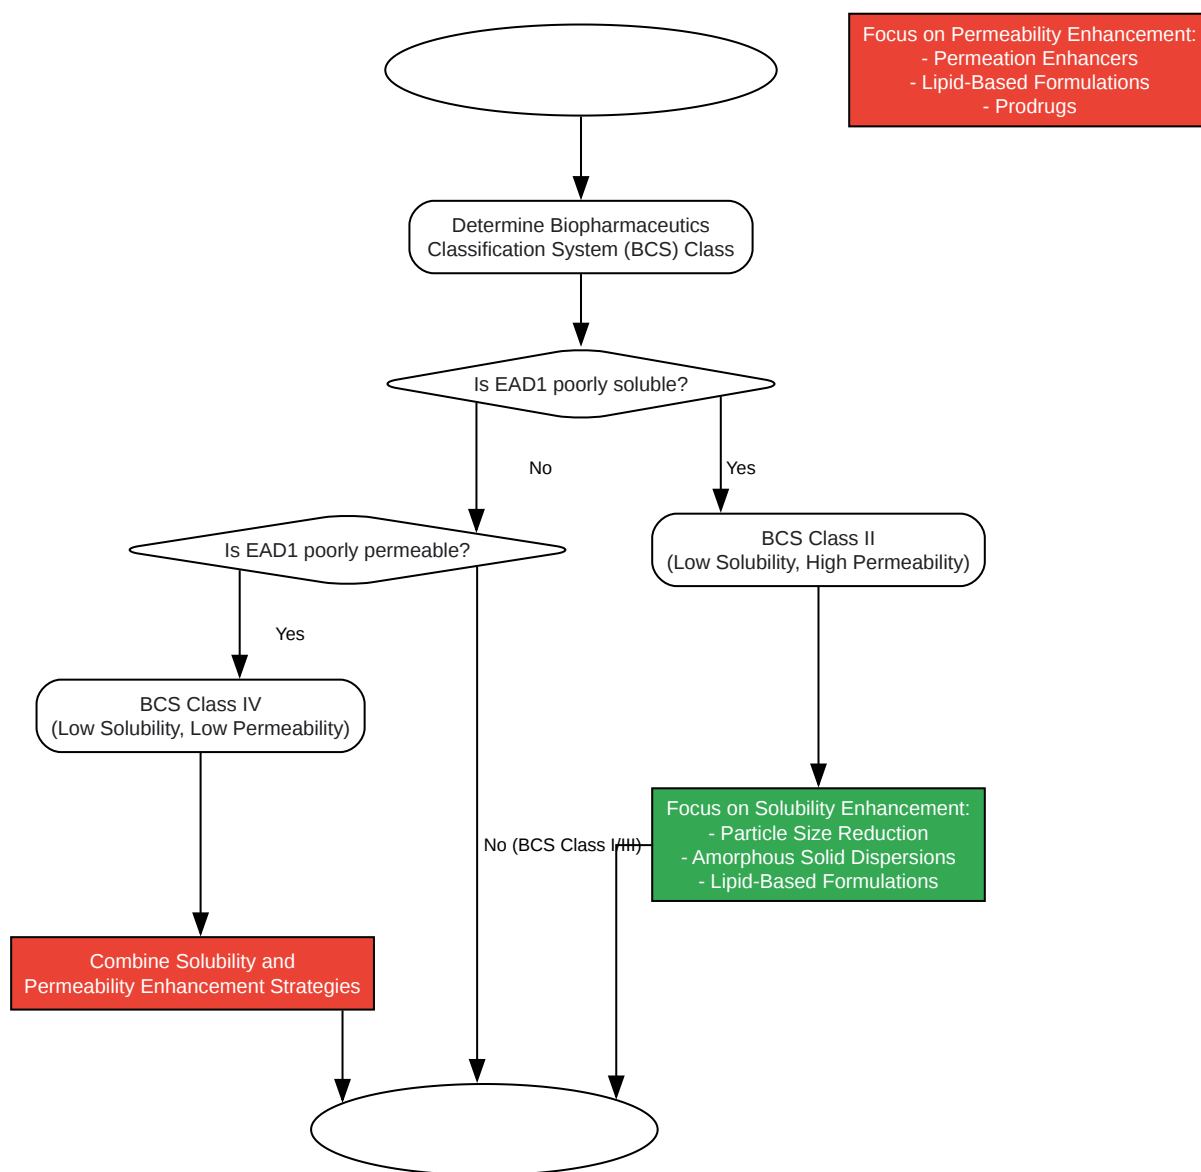 Focus on Permeability Enhancement:
- Permeation Enhancers
- Lipid-Based Formulations
- Prodrugs
Determine Biopharmaceutics
Classification System (BCS) Class
Is EAD1 poorly soluble?
No
Yes
Is EAD1 poorly permeable?
BCS Class II
(Low Solubility, High Permeability)
Yes
BCS Class IV
(Low Solubility, Low Permeability)
No (BCS Class I/III)
Focus on Solubility Enhancement:
- Particle Size Reduction
- Amorphous Solid Dispersions
- Lipid-Based Formulations
Combine Solubility and
Permeability Enhancement Strategies